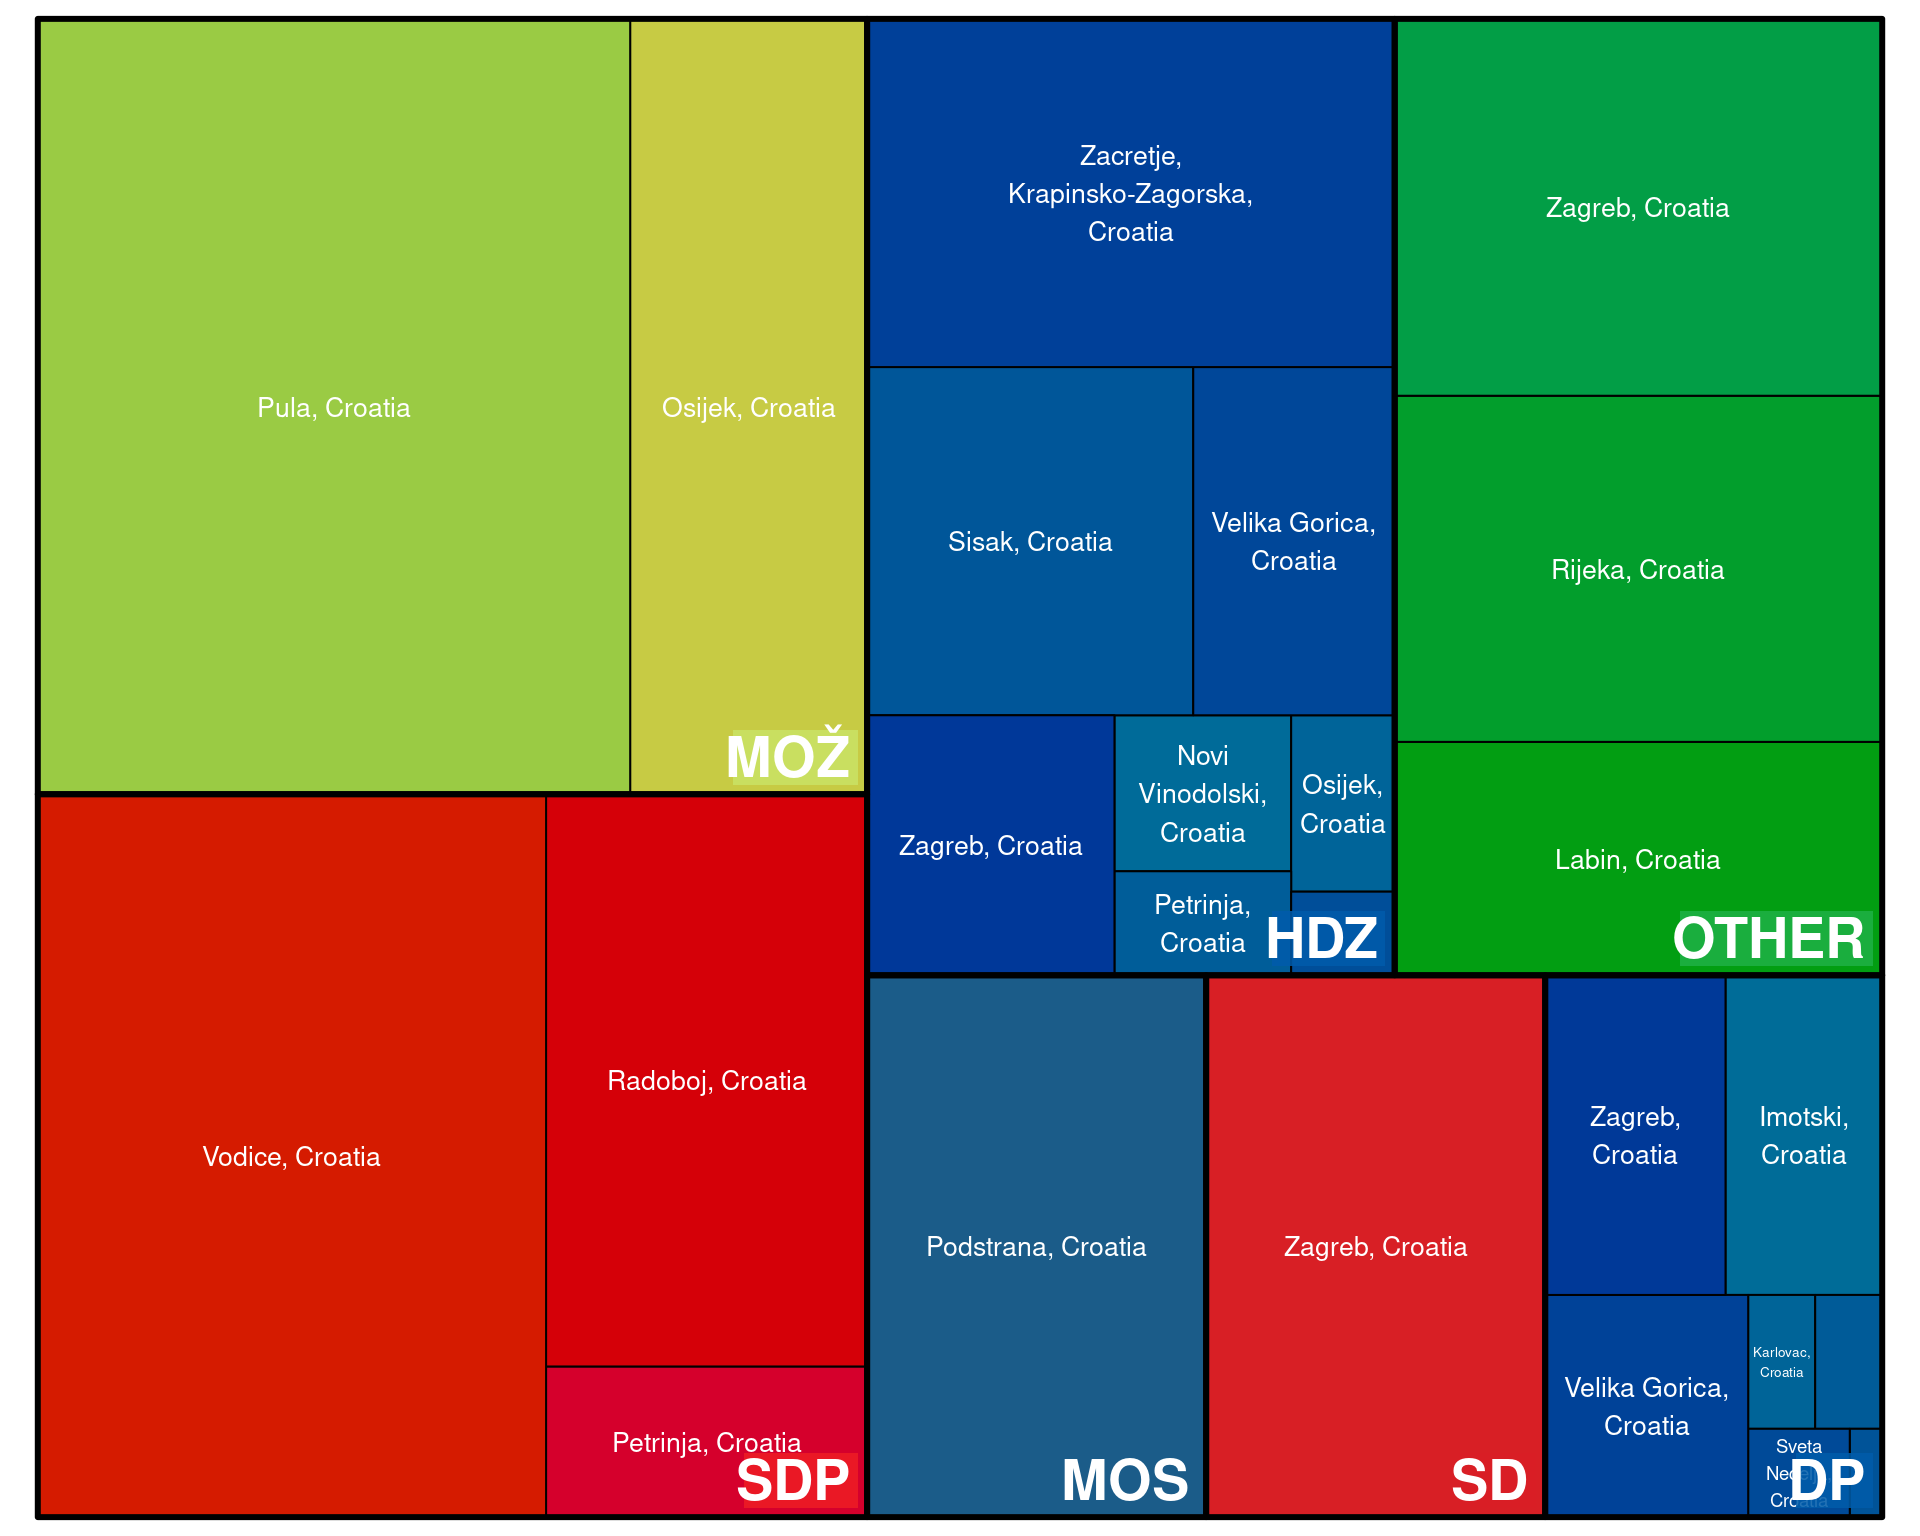 Pula, Croatia
Osijek, Croatia
MOŽ
Vodice, Croatia
Radoboj, Croatia
Petrinja, Croatia
SDP
Zacretje,
Krapinsko-Zagorska,
Croatia
Sisak, Croatia
Velika Gorica,
Croatia
Zagreb, Croatia
Novi
Vinodolski,
Croatia
Osijek,
Croatia
Petrinja,
Croatia
HDZ
Zagreb, Croatia
Rijeka, Croatia
Labin, Croatia
OTHER
Podstrana, Croatia
MOS
Zagreb, Croatia
SD
Zagreb,
Croatia
Imotski,
Croatia
Velika Gorica,
Croatia
Karlovac,
Croatia
Sveta
Croatia
DP